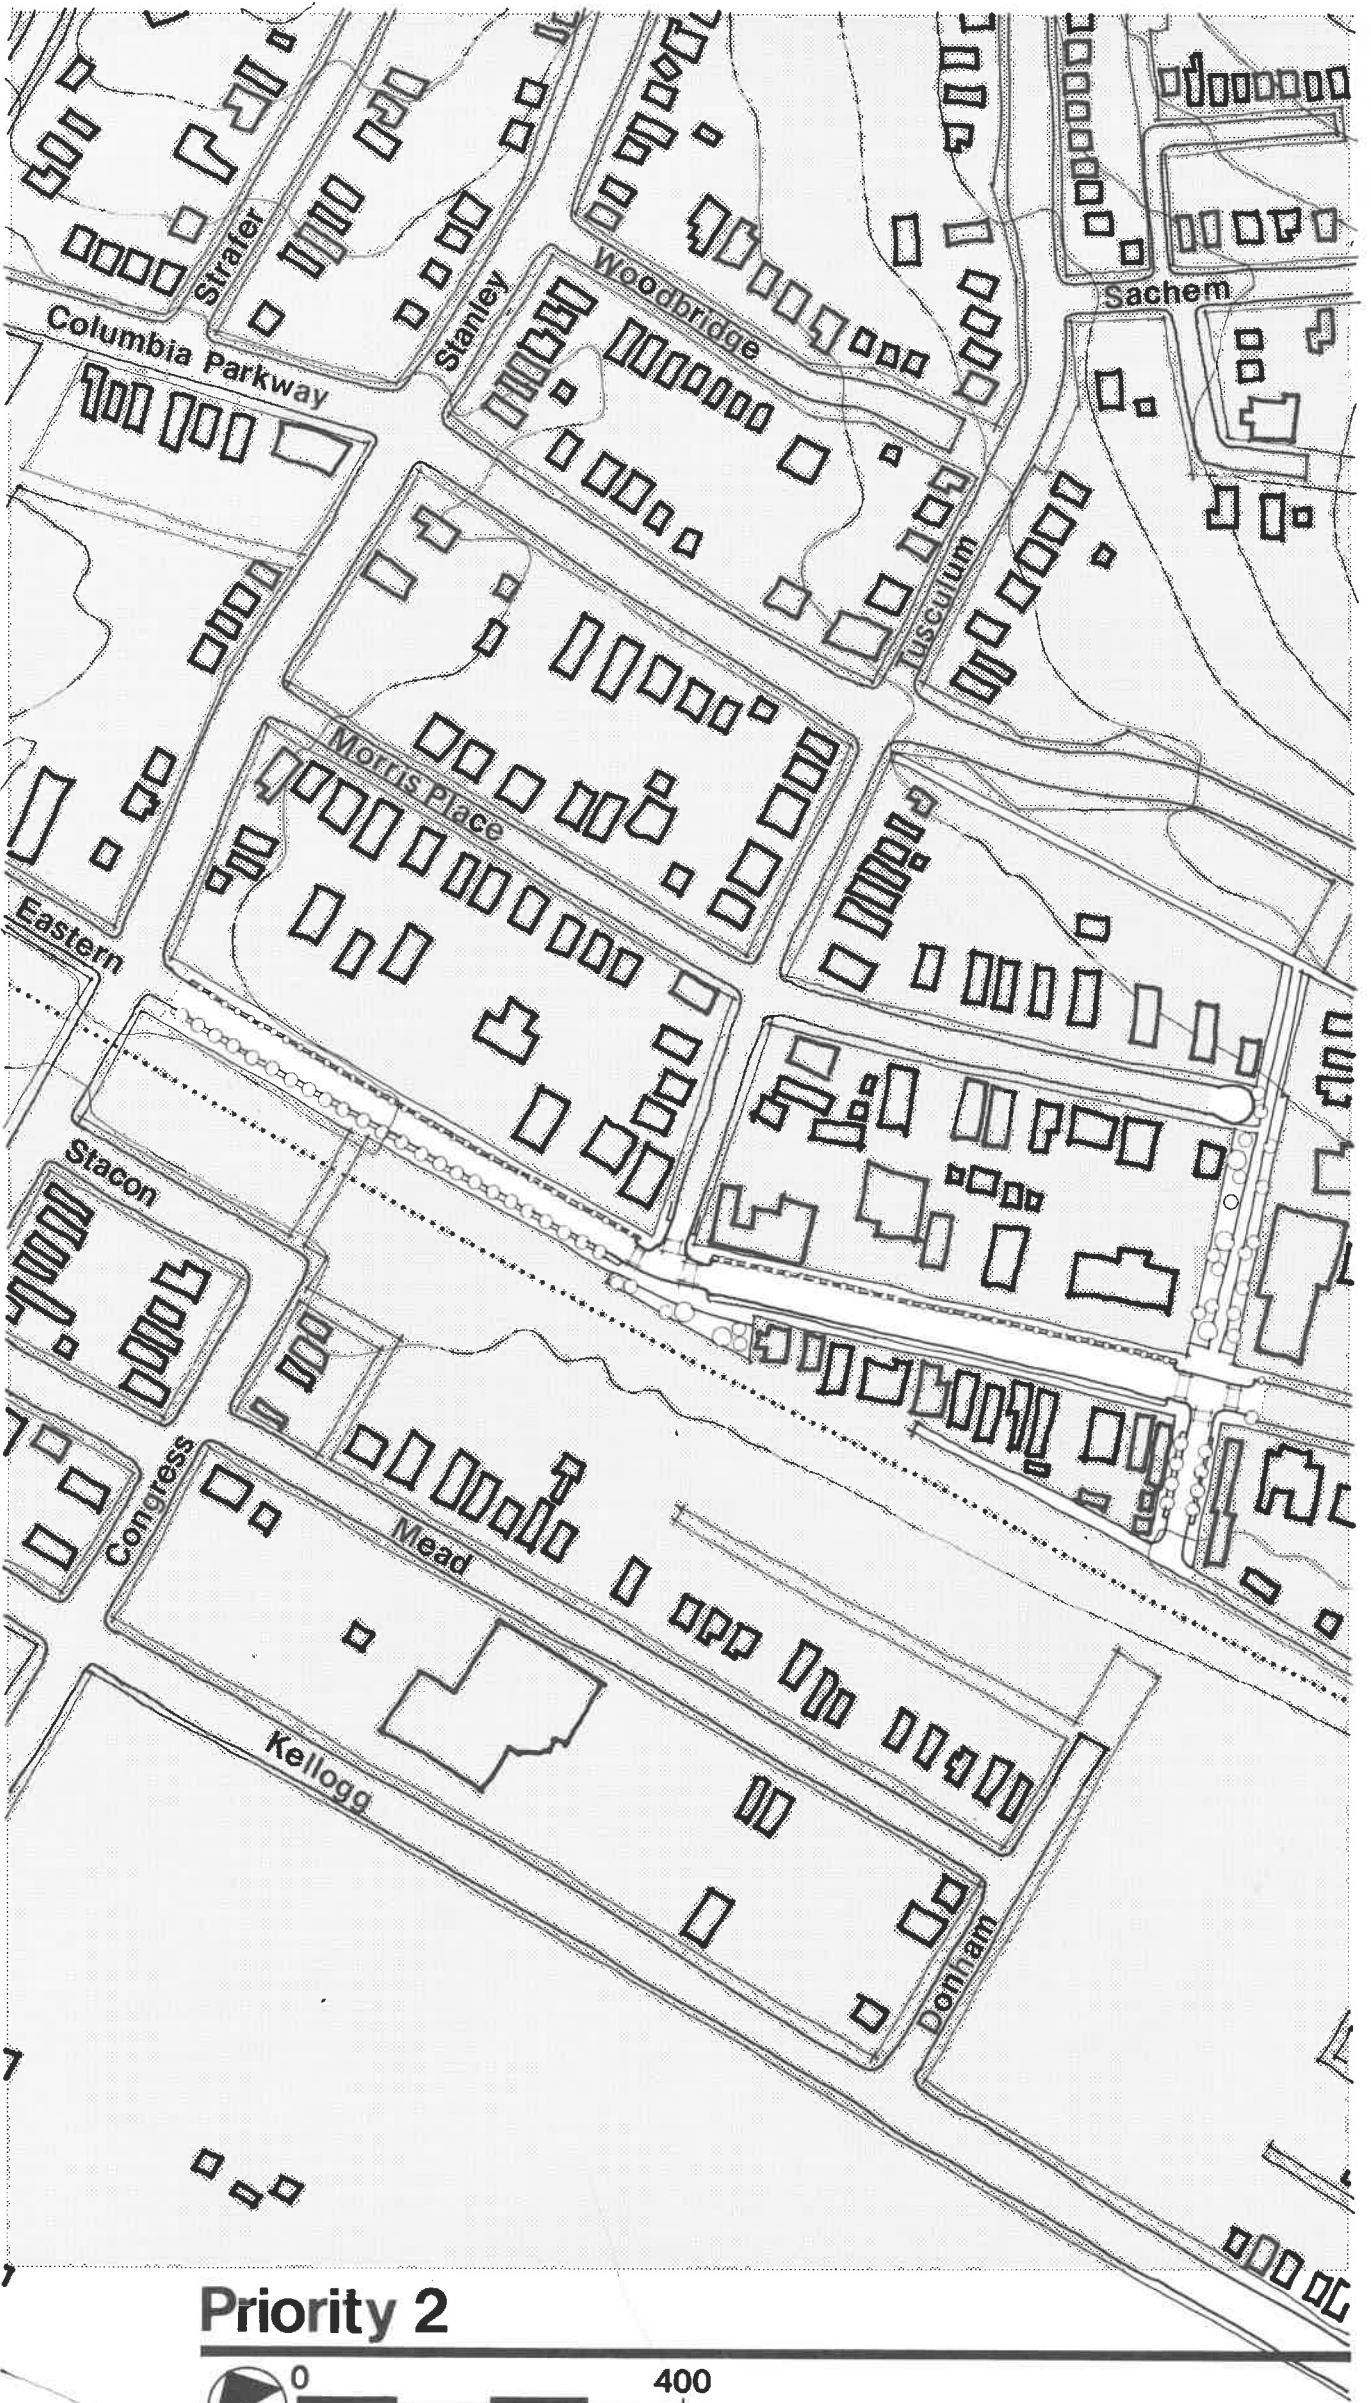 Strafer
Columbia Parkway
Stanley
Woodbridge
Sachem
Tusculum
Morris Place
Eastern
Stacon
Congress
Mead
Kellogg
Donham
Priority 2
0
400